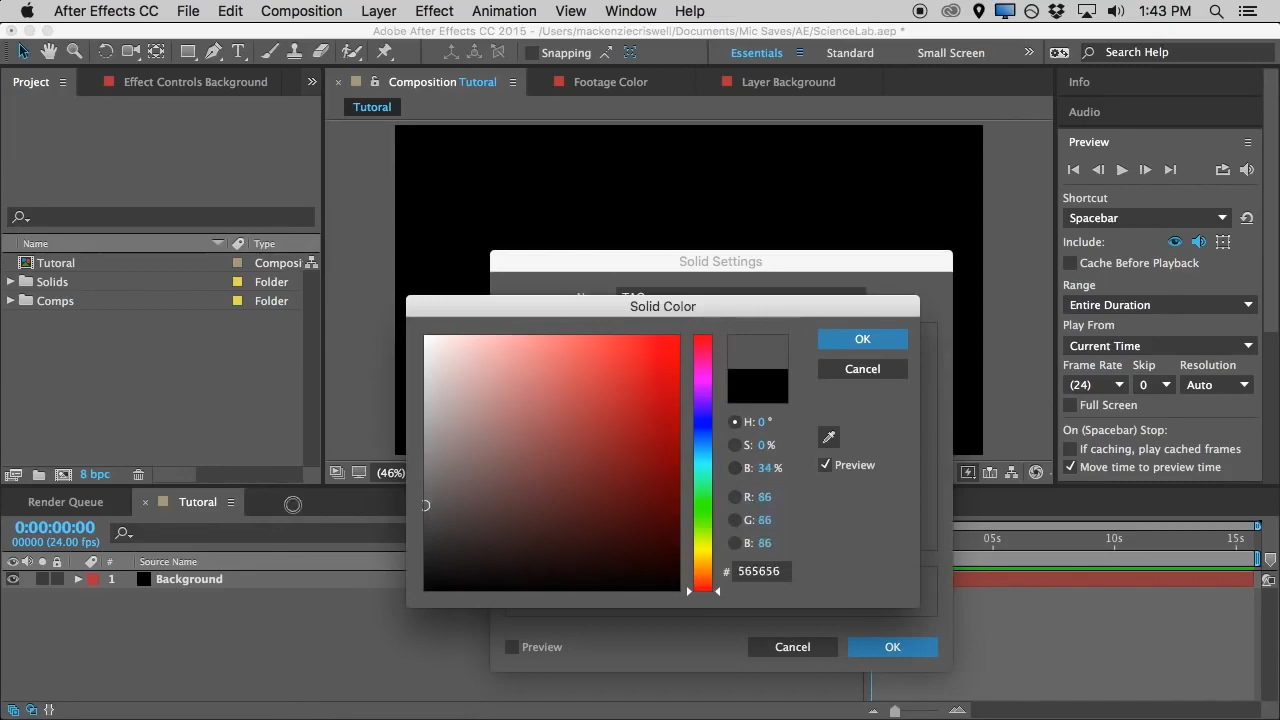 After Effects CC File Edit Composition Layer Effect Animation View Window Help 1:43 PM
Adobe After Effects CC 2015 - /Users/mackenziecriswell/Documents/Mic Saves/AE/ScienceLab.aep *
Snapping Essentials Standard Small Screen Search Help
Project Effect Controls Background Composition Tutoral Footage Color Layer Background Info
Tutoral
Audio
Preview
Shortcut
Spacebar
Include:
Cache Before Playback
Range
Entire Duration
Play From
Current Time
Frame Rate Skip Resolution
(24) 0 Auto
Full Screen
On (Spacebar) Stop:
If caching, play cached frames
Move time to preview time
Name Type
Tutoral Composi
Solids Folder
Comps Folder
8 bpc
(46%)
Solid Settings
Solid Color
OK
Cancel
H: 0 °
S: 0 %
B: 34 %
Preview
R: 86
G: 86
B: 86
# 565656
Preview Cancel OK
Render Queue Tutoral
0:00:00:00
00000 (24.00 fps)
# Source Name
1 Background
05s 10s 15s